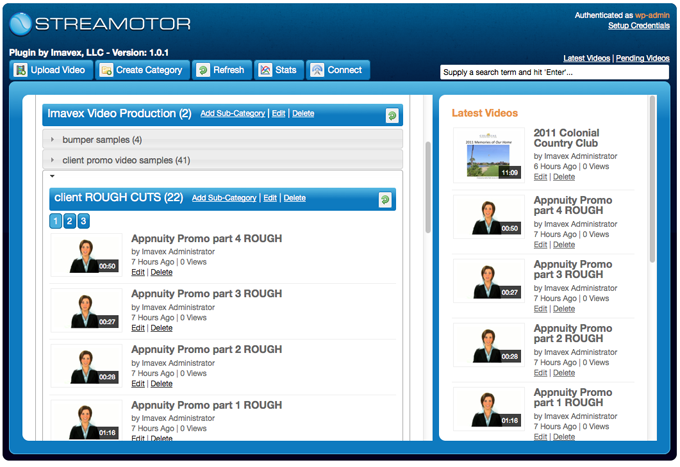 STREAMOTOR
Authenticated as wp-admin
Setup Credentials
Plugin by Imavex, LLC - Version: 1.0.1
Latest Videos | Pending Videos
Upload Video
Create Category
Refresh
Stats
Connect
Supply a search term and hit 'Enter'...
Imavex Video Production (2) Add Sub-Category | Edit | Delete
bumper samples (4)
client promo video samples (41)
client ROUGH CUTS (22) Add Sub-Category | Edit | Delete
1 2 3
00:50
Appnuity Promo part 4 ROUGH
by Imavex Administrator
7 Hours Ago | 0 Views
Edit | Delete
00:27
Appnuity Promo part 3 ROUGH
by Imavex Administrator
7 Hours Ago | 0 Views
Edit | Delete
00:28
Appnuity Promo part 2 ROUGH
by Imavex Administrator
7 Hours Ago | 0 Views
Edit | Delete
01:16
Appnuity Promo part 1 ROUGH
by Imavex Administrator
7 Hours Ago | 0 Views
Edit | Delete
Latest Videos
2011 Memories of Our Home
11:09
2011 Colonial
Country Club
by Imavex Administrator
6 Hours Ago | 0 Views
Edit | Delete
00:50
Appnuity Promo
part 4 ROUGH
by Imavex Administrator
7 Hours Ago | 0 Views
Edit | Delete
00:27
Appnuity Promo
part 3 ROUGH
by Imavex Administrator
7 Hours Ago | 0 Views
Edit | Delete
00:28
Appnuity Promo
part 2 ROUGH
by Imavex Administrator
7 Hours Ago | 0 Views
Edit | Delete
01:16
Appnuity Promo
part 1 ROUGH
by Imavex Administrator
7 Hours Ago | 0 Views
Edit | Delete